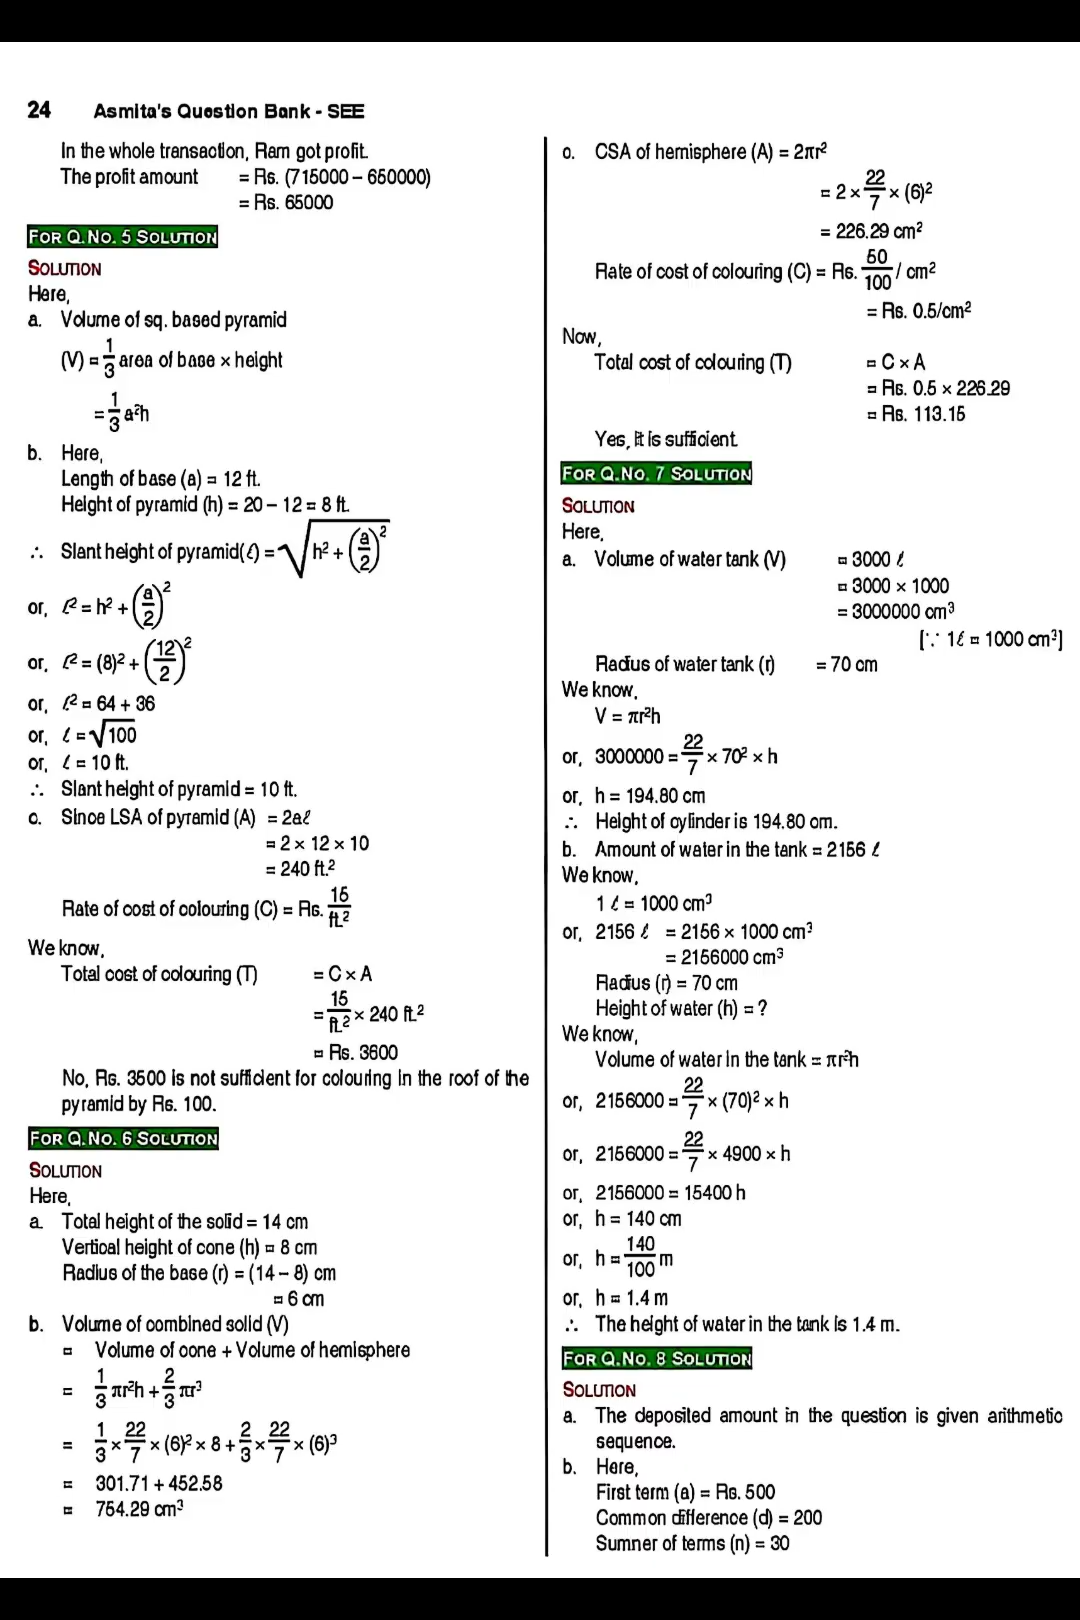 24 Asmita's Question Bank - SEE
In the whole transaction, Ram got profit.
The profit amount = Rs. (715000 – 650000)
= Rs. 65000
FOR Q.NO. 5 SOLUTION
SOLUTION
Here,
a. Volume of sq. based pyramid
(V) = 1/3 area of base × height
= 1/3 a²h
b. Here,
Length of base (a) = 12 ft.
Height of pyramid (h) = 20 – 12 = 8 ft.
∴ Slant height of pyramid(ℓ) = √(h² + (a/2)²)
or, ℓ² = h² + (a/2)²
or, ℓ² = (8)² + (12/2)²
or, ℓ² = 64 + 36
or, ℓ = √100
or, ℓ = 10 ft.
∴ Slant height of pyramid = 10 ft.
c. Since LSA of pyramid (A) = 2aℓ
= 2 × 12 × 10
= 240 ft.²
Rate of cost of colouring (C) = Rs. 15/ft.²
We know,
Total cost of colouring (T) = C × A
= 15/ft.² × 240 ft.²
= Rs. 3600
No, Rs. 3500 is not sufficient for colouring in the roof of the
pyramid by Rs. 100.
FOR Q.NO. 6 SOLUTION
SOLUTION
Here,
a. Total height of the solid = 14 cm
Vertical height of cone (h) = 8 cm
Radius of the base (r) = (14 – 8) cm
= 6 cm
b. Volume of combined solid (V)
= Volume of cone + Volume of hemisphere
= 1/3 πr²h + 2/3 πr³
= 1/3 × 22/7 × (6)² × 8 + 2/3 × 22/7 × (6)³
= 301.71 + 452.58
= 754.29 cm³
c. CSA of hemisphere (A) = 2πr²
= 2 × 22/7 × (6)²
= 226.29 cm²
Rate of cost of colouring (C) = Rs. 50/100 / cm²
= Rs. 0.5/cm²
Now,
Total cost of colouring (T) = C × A
= Rs. 0.5 × 226.29
= Rs. 113.15
Yes, it is sufficient.
FOR Q.NO. 7 SOLUTION
SOLUTION
Here,
a. Volume of water tank (V) = 3000 ℓ
= 3000 × 1000
= 3000000 cm³
[∵ 1ℓ = 1000 cm³]
Radius of water tank (r) = 70 cm
We know,
V = πr²h
or, 3000000 = 22/7 × 70² × h
or, h = 194.80 cm
∴ Height of cylinder is 194.80 cm.
b. Amount of water in the tank = 2156 ℓ
We know,
1 ℓ = 1000 cm³
or, 2156 ℓ = 2156 × 1000 cm³
= 2156000 cm³
Radius (r) = 70 cm
Height of water (h) = ?
We know,
Volume of water in the tank = πr²h
or, 2156000 = 22/7 × (70)² × h
or, 2156000 = 22/7 × 4900 × h
or, 2156000 = 15400 h
or, h = 140 cm
or, h = 140/100 m
or, h = 1.4 m
∴ The height of water in the tank is 1.4 m.
FOR Q.NO. 8 SOLUTION
SOLUTION
a. The deposited amount in the question is given arithmetic
sequence.
b. Here,
First term (a) = Rs. 500
Common difference (d) = 200
Sumner of terms (n) = 30